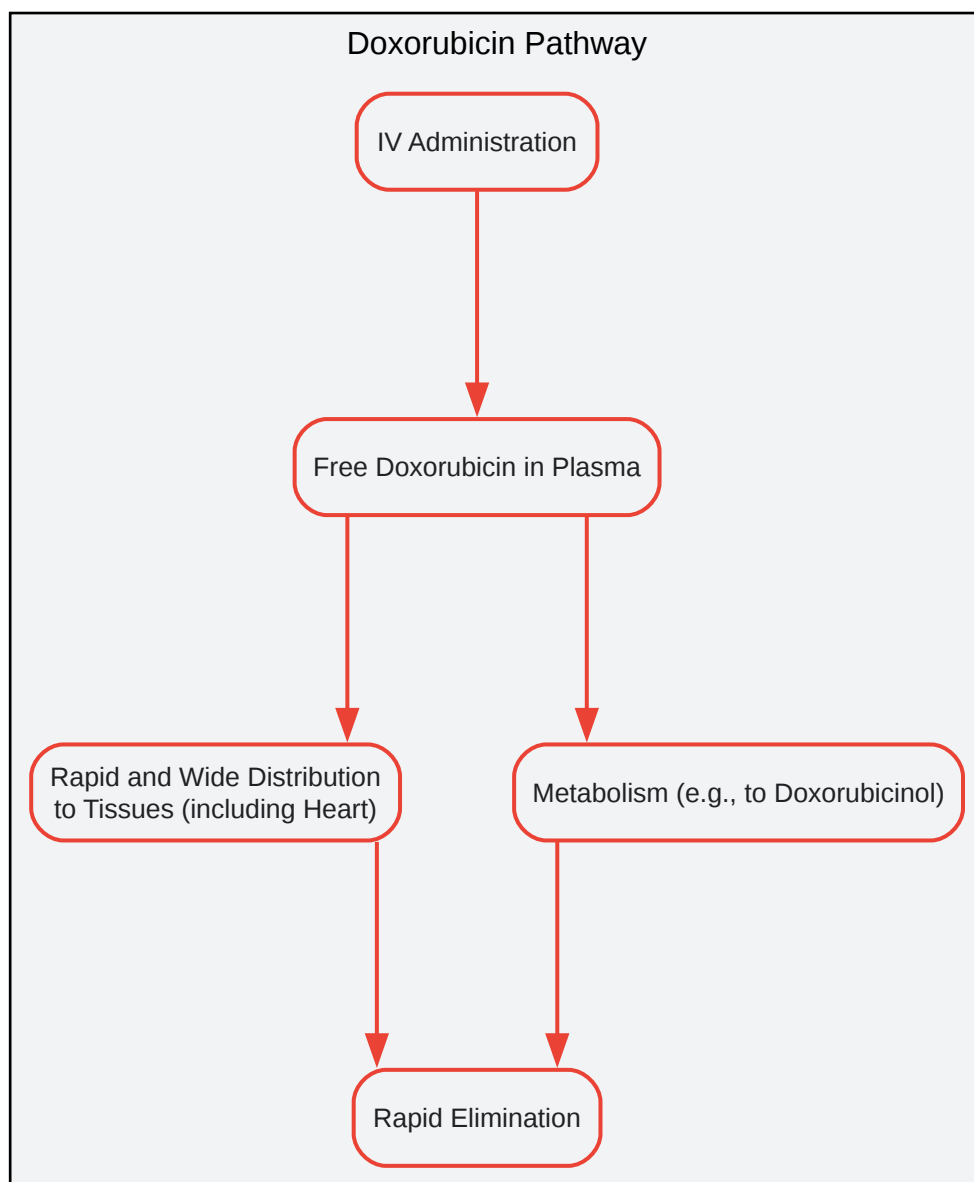 Doxorubicin Pathway
IV Administration
Free Doxorubicin in Plasma
Rapid and Wide Distribution
to Tissues (including Heart)
Metabolism (e.g., to Doxorubicinol)
Rapid Elimination